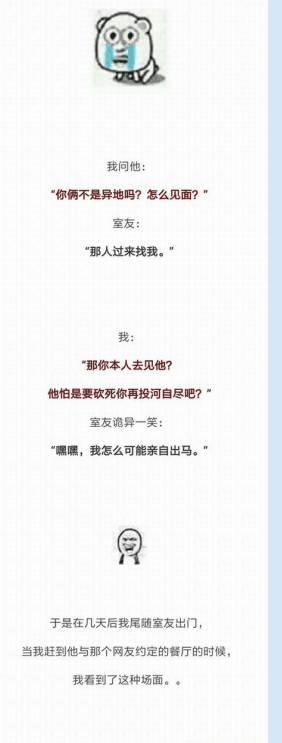 我问他：
“你俩不是异地吗？怎么见面？”
室友：
“那人过来找我。”
我：
“那你本人去见他？
他怕是要砍死你再投河自尽吧？”
室友诡异一笑：
“嘿嘿，我怎么可能亲自出马。”
于是在几天后我尾随室友出门，
当我赶到他与那个网友约定的餐厅的时候，
我看到了这种场面。。